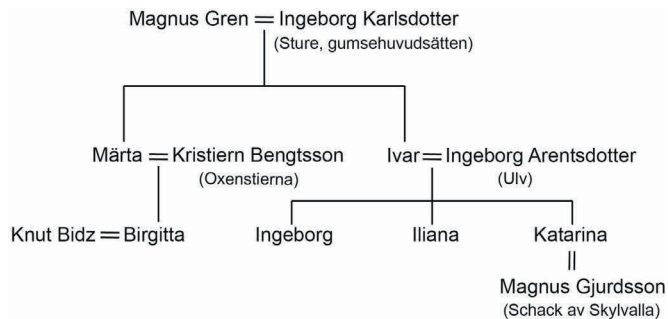 Magnus Gren = Ingeborg Karlsdotter
(Sture, gumsehuvudsätten)
Märta = Kristiern Bengtsson
(Oxenstierna)
Ivar = Ingeborg Arentsdotter
(Ulv)
Knut Bidz = Birgitta
Ingeborg
Iliana
Katarina
Magnus Gjurdsson
(Schack av Skylvalla)